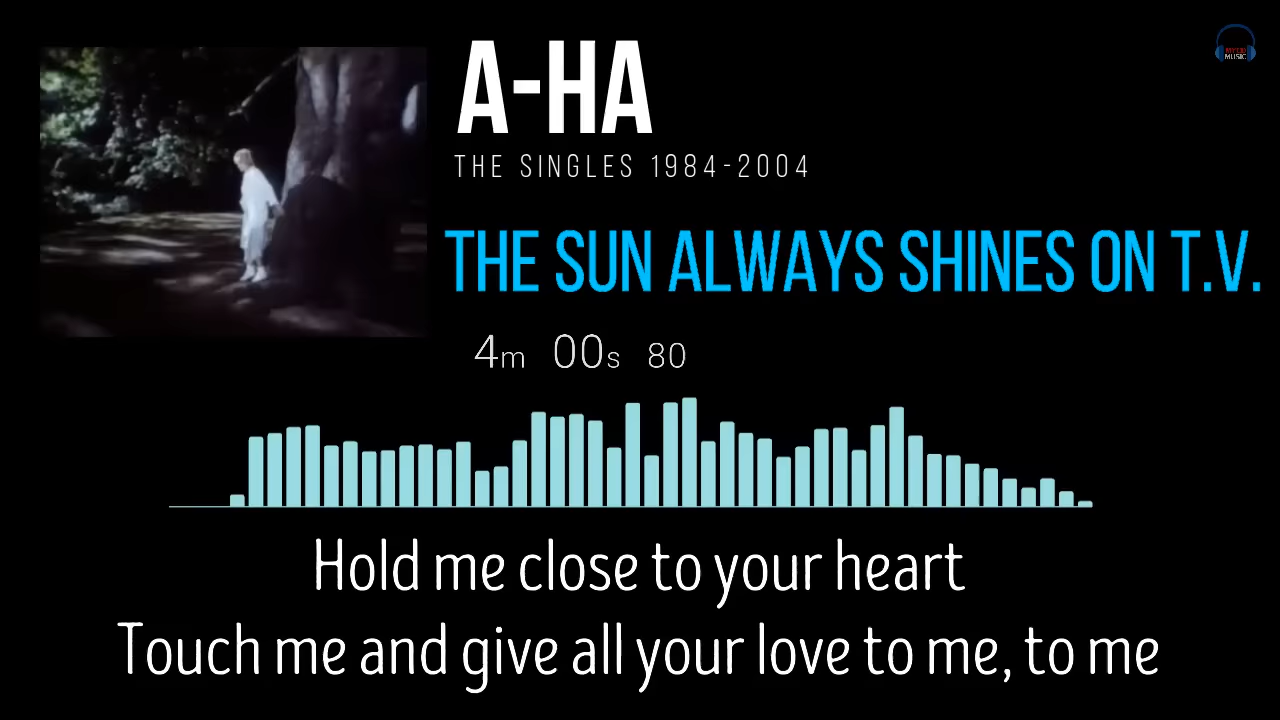 A-HA
THE SINGLES 1984-2004
THE SUN ALWAYS SHINES ON T.V.
4m 00s 80
Hold me close to your heart
Touch me and give all your love to me, to me
MUSIC